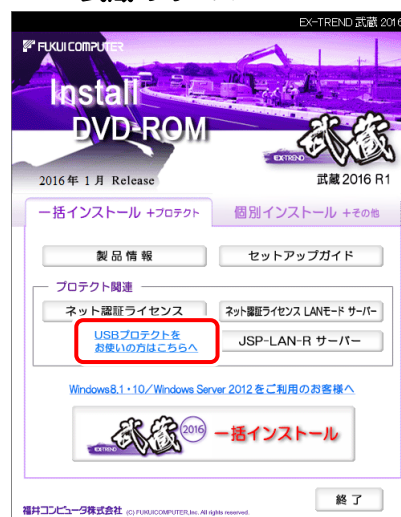 EX-TREND 武蔵 2016
FUKUI COMPUTER
Install
DVD-ROM
EX-TREND 武蔵
2016年 1月 Release
武蔵 2016 R1
一括インストール +プロテクト
個別インストール +その他
製品情報
セットアップガイド
プロテクト関連
ネット認証ライセンス
ネット認証ライセンス LANモード サーバー
USBプロテクトを
お使いの方はこちらへ
JSP-LAN-R サーバー
Windows8.1・10／Windows Server 2012 をご利用のお客様へ
EX-TREND 武蔵 2016 一括インストール
終了
福井コンピュータ株式会社 (C) FUKUICOMPUTER, Inc. All rights reserved.